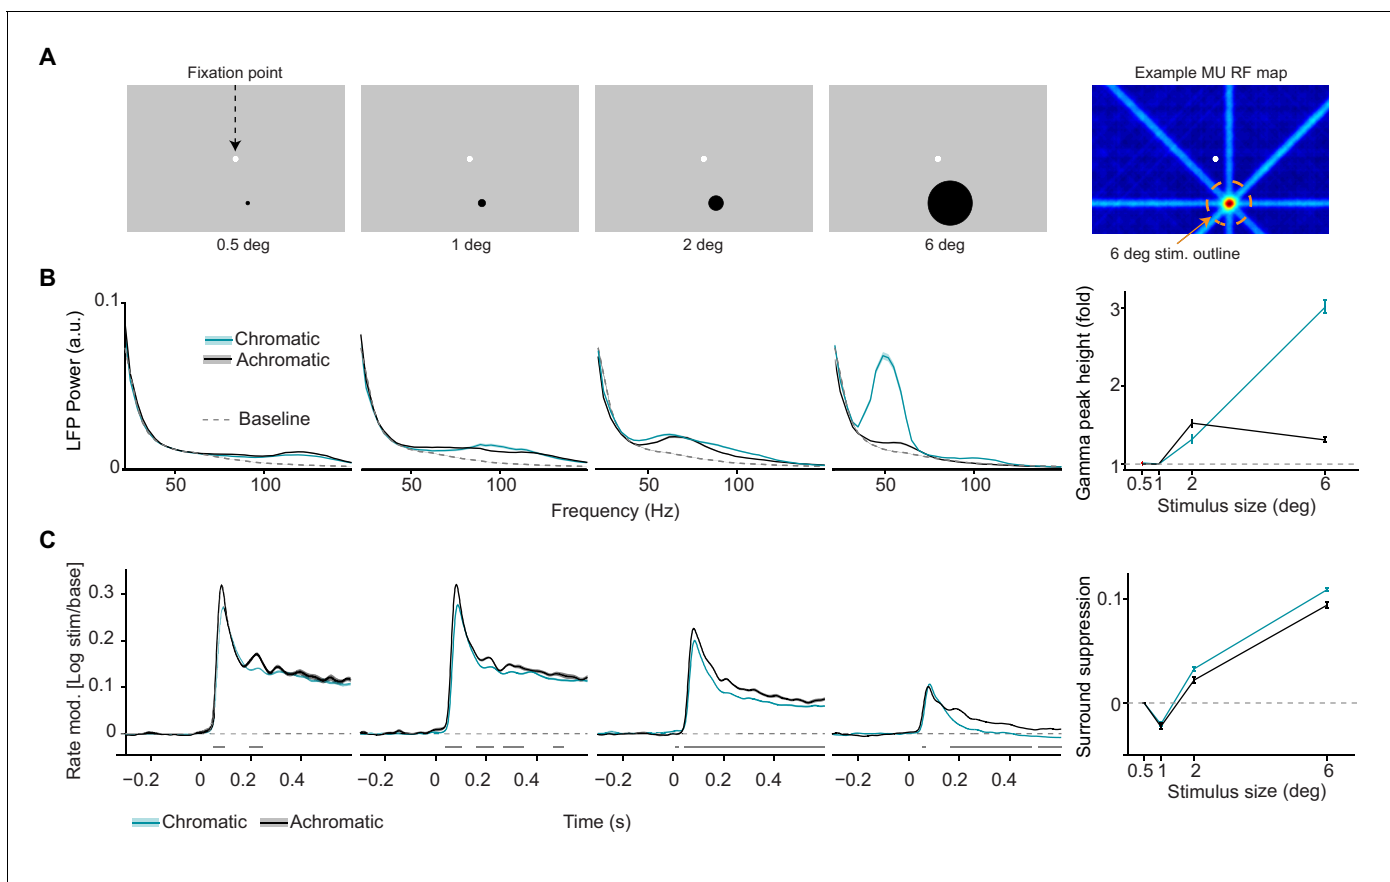 A
Fixation point
Example MU RF map
0.5 deg
1 deg
2 deg
6 deg
6 deg stim. outline
B
LFP Power (a.u.)
0.1
0
Chromatic
Achromatic
Baseline
50
100
50
100
50
100
50
100
Frequency (Hz)
Gamma peak height (fold)
3
2
1
0.5
1
2
6
Stimulus size (deg)
C
Rate mod. [Log stim/base]
0.3
0.2
0.1
0
−0.2
0
0.2
0.4
−0.2
0
0.2
0.4
−0.2
0
0.2
0.4
−0.2
0
0.2
0.4
Chromatic
Achromatic
Time (s)
Surround suppression
0.1
0
0.5
1
2
6
Stimulus size (deg)